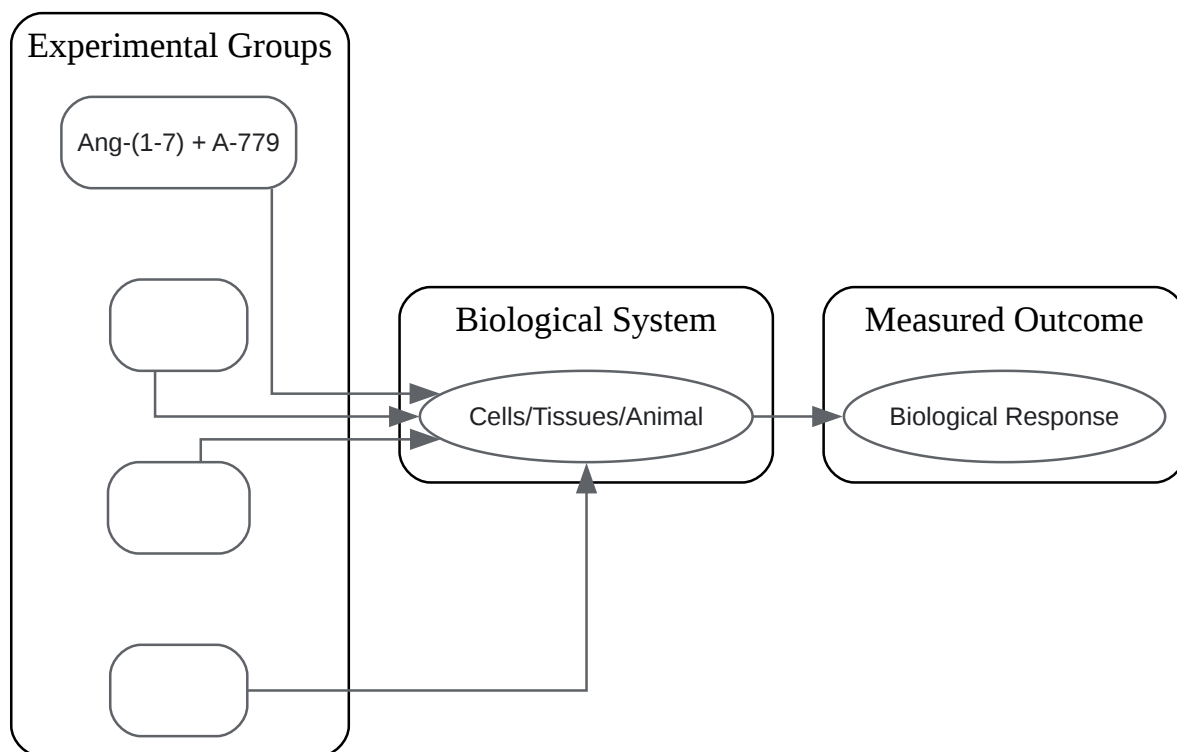 Experimental Groups
Ang-(1-7) + A-779
Biological System
Cells/Tissues/Animal
Measured Outcome
Biological Response